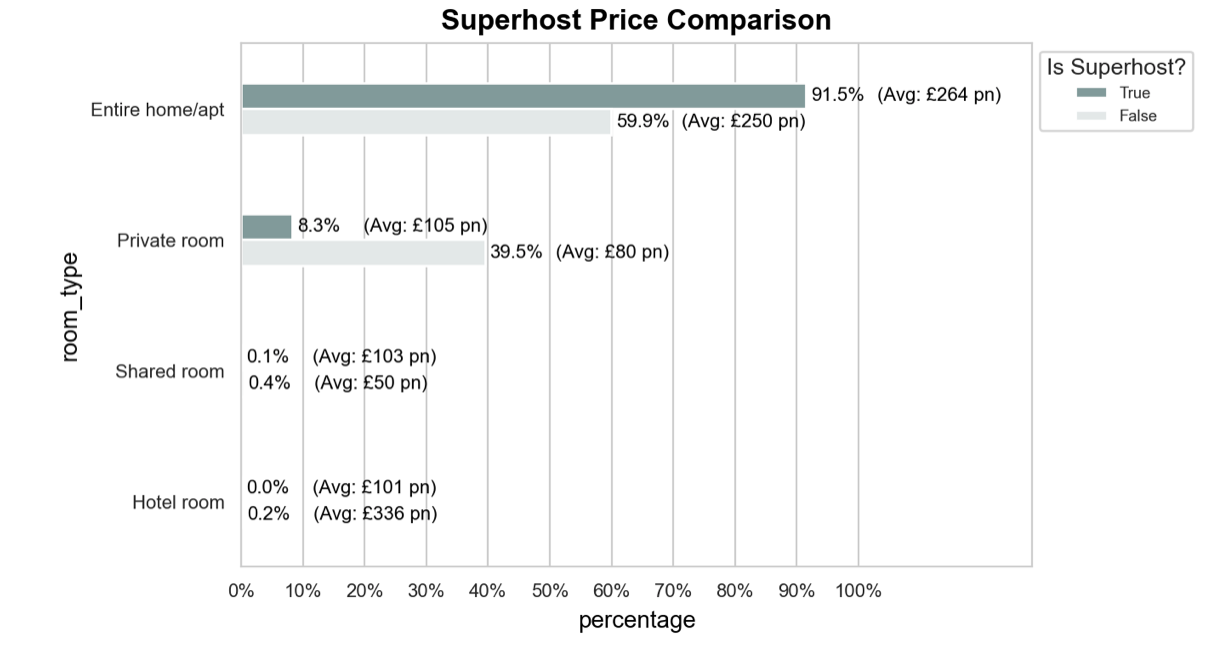 Superhost Price Comparison
Is Superhost?
True
False
Entire home/apt
91.5% (Avg: £264 pn)
59.9% (Avg: £250 pn)
Private room
8.3% (Avg: £105 pn)
39.5% (Avg: £80 pn)
room_type
Shared room
0.1% (Avg: £103 pn)
0.4% (Avg: £50 pn)
Hotel room
0.0% (Avg: £101 pn)
0.2% (Avg: £336 pn)
0% 10% 20% 30% 40% 50% 60% 70% 80% 90% 100%
percentage